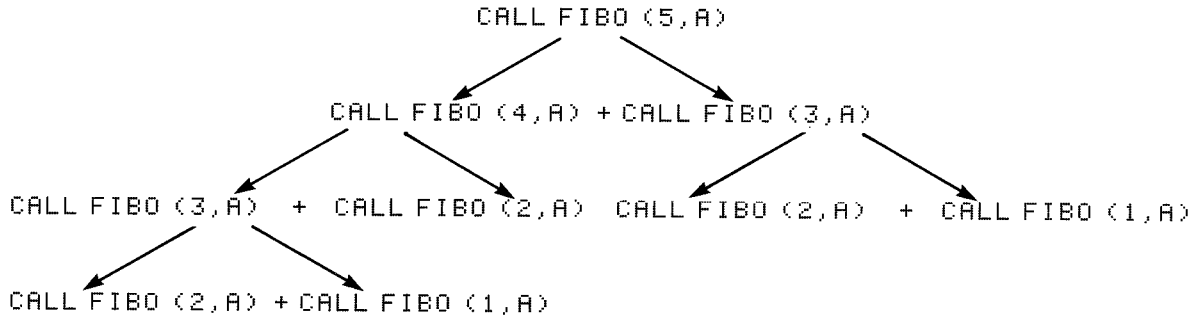 CALL FIBO (5,A)
CALL FIBO (4,A) + CALL FIBO (3,A)
CALL FIBO (3,A) + CALL FIBO (2,A) CALL FIBO (2,A) + CALL FIBO (1,A)
CALL FIBO (2,A) + CALL FIBO (1,A)